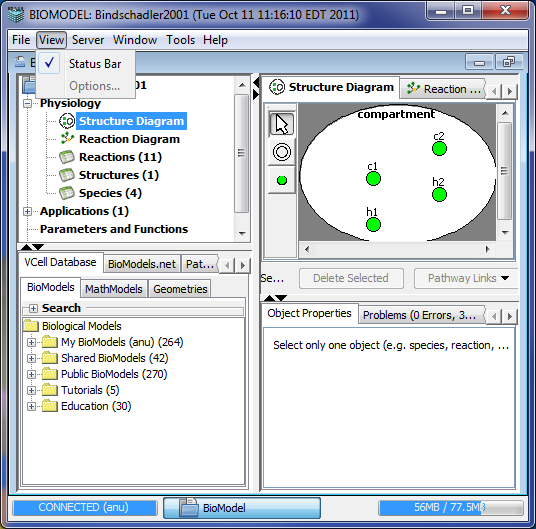 BIOMODEL: Bindschadler2001 (Tue Oct 11 11:16:10 EDT 2011)
File View Server Window Tools Help
Status Bar
Options...
Physiology
Structure Diagram
Reaction Diagram
Reactions (11)
Structures (1)
Species (4)
Applications (1)
Parameters and Functions
Structure Diagram Reaction ...
compartment
c2
c1
h2
h1
Se... Delete Selected Pathway Links
VCell Database BioModels.net Pat...
BioModels MathModels Geometries
Search
Biological Models
My BioModels (anu) (264)
Shared BioModels (42)
Public BioModels (270)
Tutorials (5)
Education (30)
Object Properties Problems (0 Errors, 3...
Select only one object (e.g. species, reaction, ...
CONNECTED (anu) BioModel 56MB / 77.5MB